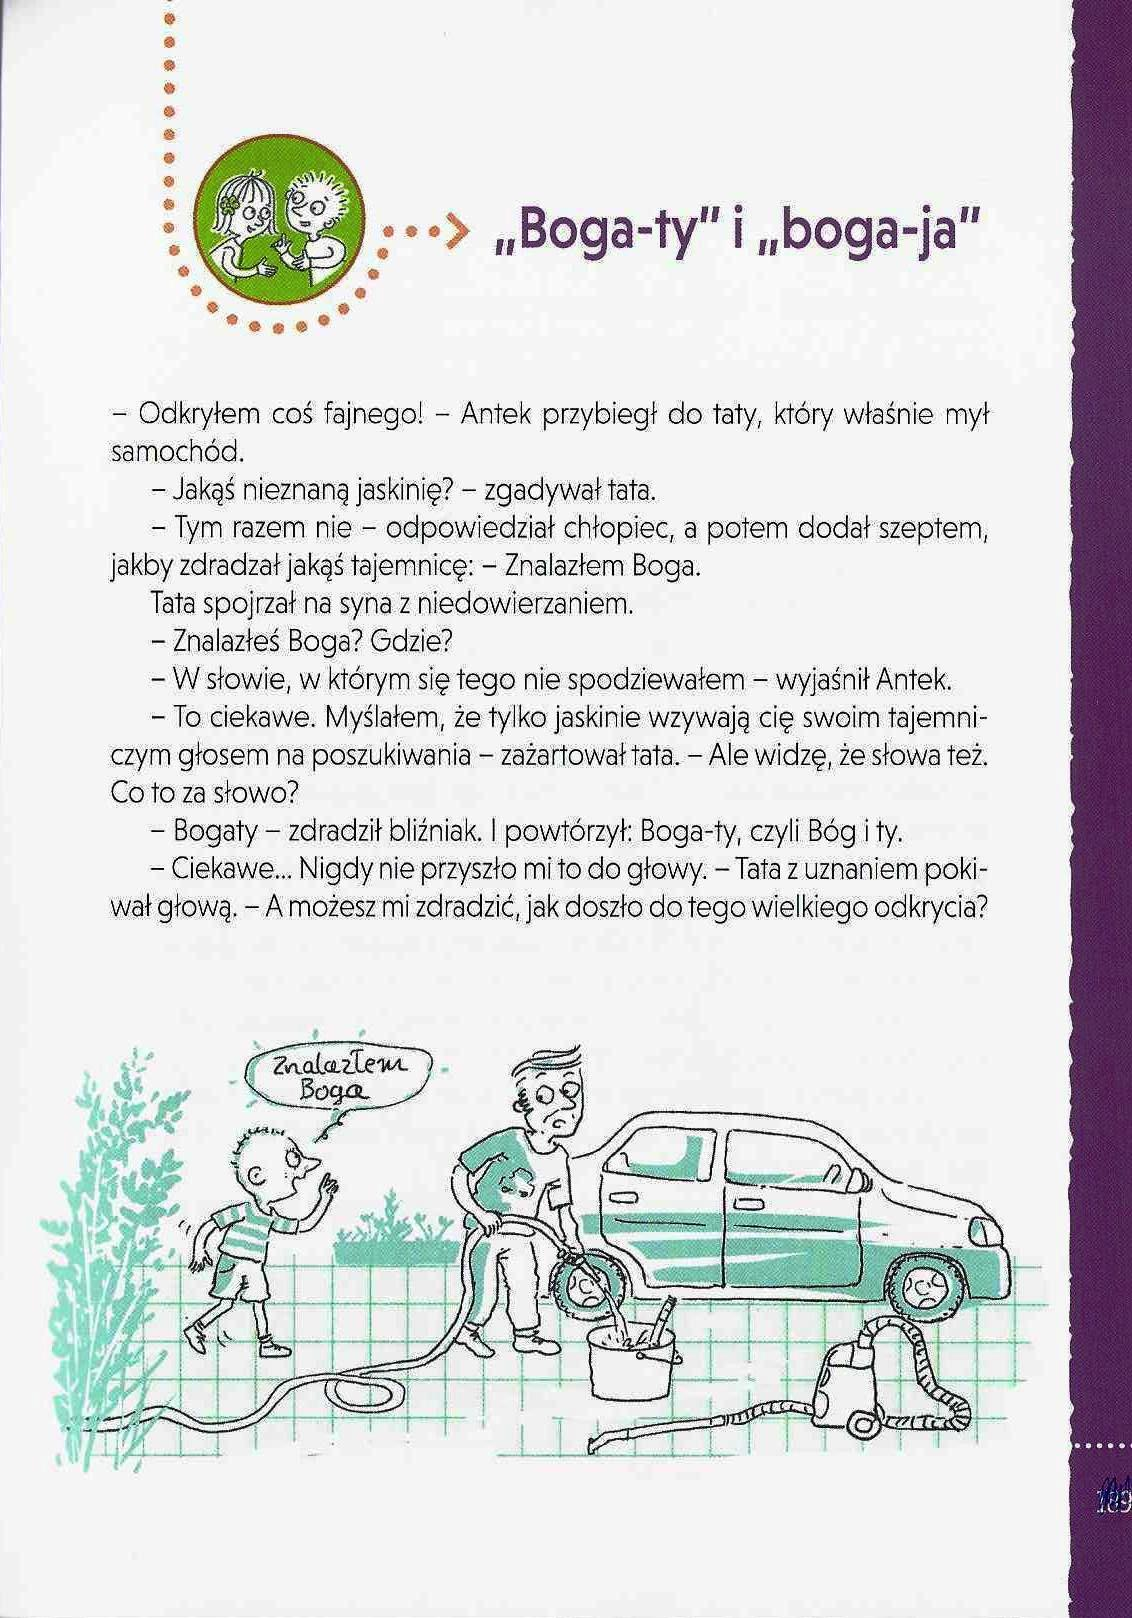 „Boga-ty" i „boga-ja"
– Odkryłem coś fajnego! – Antek przybiegł do taty, który właśnie mył
samochód.
– Jakąś nieznaną jaskinię? – zgadywał tata.
– Tym razem nie – odpowiedział chłopiec, a potem dodał szeptem,
jakby zdradzał jakąś tajemnicę: – Znalazłem Boga.
Tata spojrzał na syna z niedowierzaniem.
– Znalazłeś Boga? Gdzie?
– W słowie, w którym się tego nie spodziewałem – wyjaśnił Antek.
– To ciekawe. Myślałem, że tylko jaskinie wzywają cię swoim tajemni-
czym głosem na poszukiwania – zażartował tata. – Ale widzę, że słowa też.
Co to za słowo?
– Bogaty – zdradził bliźniak. I powtórzył: Boga-ty, czyli Bóg i ty.
– Ciekawe... Nigdy nie przyszło mi to do głowy. – Tata z uznaniem poki-
wał głową. – A możesz mi zdradzić, jak doszło do tego wielkiego odkrycia?
Znalazłem
Boga